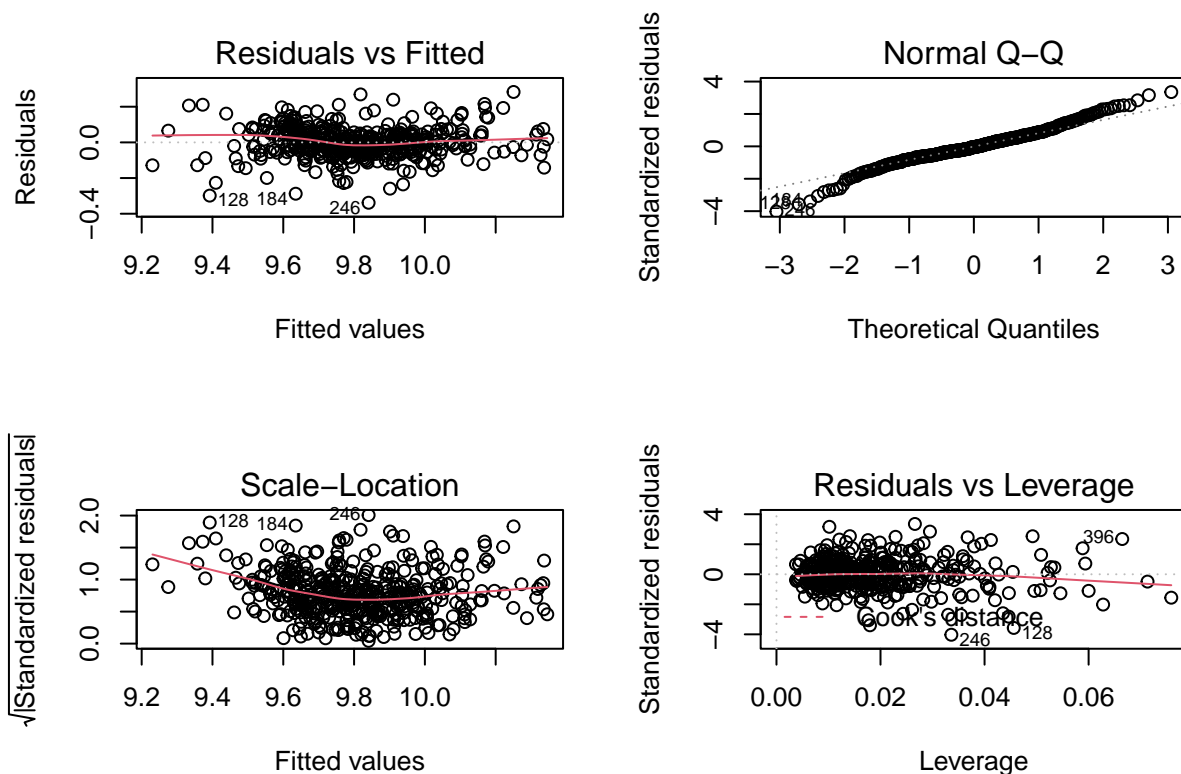 Residuals vs Fitted
Residuals
0.0
−0.4
128
184
246
9.2 9.4 9.6 9.8 10.0
Fitted values
Normal Q−Q
Standardized residuals
4
0
−4
184
246
−3 −2 −1 0 1 2 3
Theoretical Quantiles
Scale−Location
√|Standardized residuals|
2.0
1.0
0.0
128
184
246
9.2 9.4 9.6 9.8 10.0
Fitted values
Residuals vs Leverage
Standardized residuals
4
0
−4
396
Cook's distance
246
128
0.00 0.02 0.04 0.06
Leverage